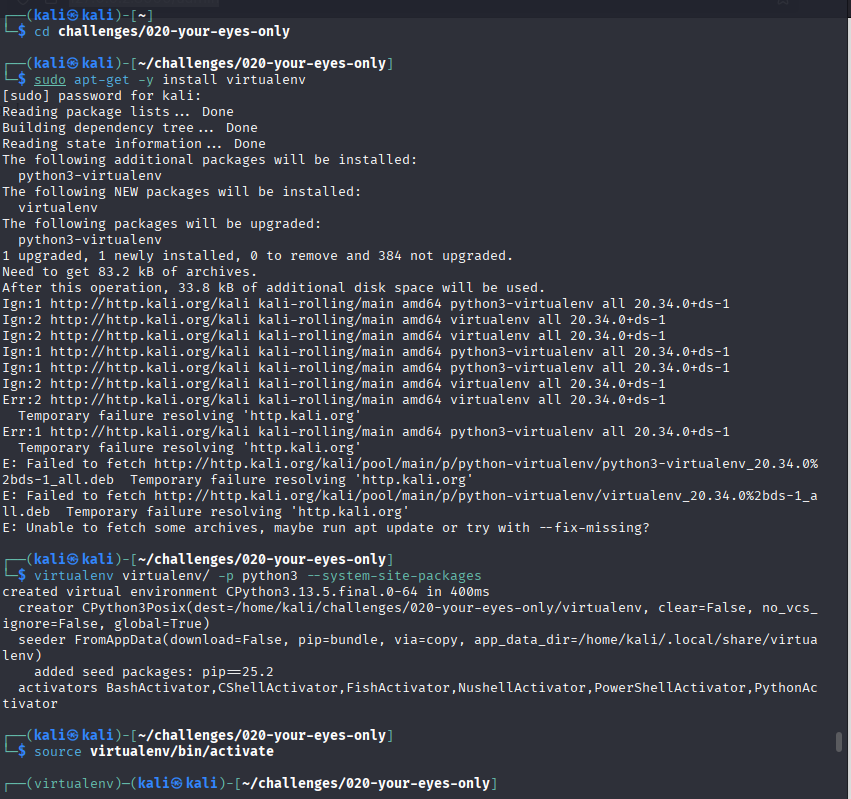 ┌──(kali㉿kali)-[~]
└─$ cd challenges/020-your-eyes-only
┌──(kali㉿kali)-[~/challenges/020-your-eyes-only]
└─$ sudo apt-get -y install virtualenv
[sudo] password for kali:
Reading package lists... Done
Building dependency tree... Done
Reading state information... Done
The following additional packages will be installed:
  python3-virtualenv
The following NEW packages will be installed:
  virtualenv
The following packages will be upgraded:
  python3-virtualenv
1 upgraded, 1 newly installed, 0 to remove and 384 not upgraded.
Need to get 83.2 kB of archives.
After this operation, 33.8 kB of additional disk space will be used.
Ign:1 http://http.kali.org/kali kali-rolling/main amd64 python3-virtualenv all 20.34.0+ds-1
Ign:2 http://http.kali.org/kali kali-rolling/main amd64 virtualenv all 20.34.0+ds-1
Ign:2 http://http.kali.org/kali kali-rolling/main amd64 virtualenv all 20.34.0+ds-1
Ign:1 http://http.kali.org/kali kali-rolling/main amd64 python3-virtualenv all 20.34.0+ds-1
Ign:1 http://http.kali.org/kali kali-rolling/main amd64 python3-virtualenv all 20.34.0+ds-1
Ign:2 http://http.kali.org/kali kali-rolling/main amd64 virtualenv all 20.34.0+ds-1
Err:2 http://http.kali.org/kali kali-rolling/main amd64 virtualenv all 20.34.0+ds-1
  Temporary failure resolving 'http.kali.org'
Err:1 http://http.kali.org/kali kali-rolling/main amd64 python3-virtualenv all 20.34.0+ds-1
  Temporary failure resolving 'http.kali.org'
E: Failed to fetch http://http.kali.org/kali/pool/main/p/python-virtualenv/python3-virtualenv_20.34.0%
2bds-1_all.deb  Temporary failure resolving 'http.kali.org'
E: Failed to fetch http://http.kali.org/kali/pool/main/p/python-virtualenv/virtualenv_20.34.0%2bds-1_a
ll.deb  Temporary failure resolving 'http.kali.org'
E: Unable to fetch some archives, maybe run apt update or try with --fix-missing?
┌──(kali㉿kali)-[~/challenges/020-your-eyes-only]
└─$ virtualenv virtualenv/ -p python3 --system-site-packages
created virtual environment CPython3.13.5.final.0-64 in 400ms
  creator CPython3Posix(dest=/home/kali/challenges/020-your-eyes-only/virtualenv, clear=False, no_vcs_
ignore=False, global=True)
  seeder FromAppData(download=False, pip=bundle, via=copy, app_data_dir=/home/kali/.local/share/virtua
lenv)
    added seed packages: pip==25.2
  activators BashActivator,CShellActivator,FishActivator,NushellActivator,PowerShellActivator,PythonAc
tivator
┌──(kali㉿kali)-[~/challenges/020-your-eyes-only]
└─$ source virtualenv/bin/activate
┌──(virtualenv)─(kali㉿kali)-[~/challenges/020-your-eyes-only]